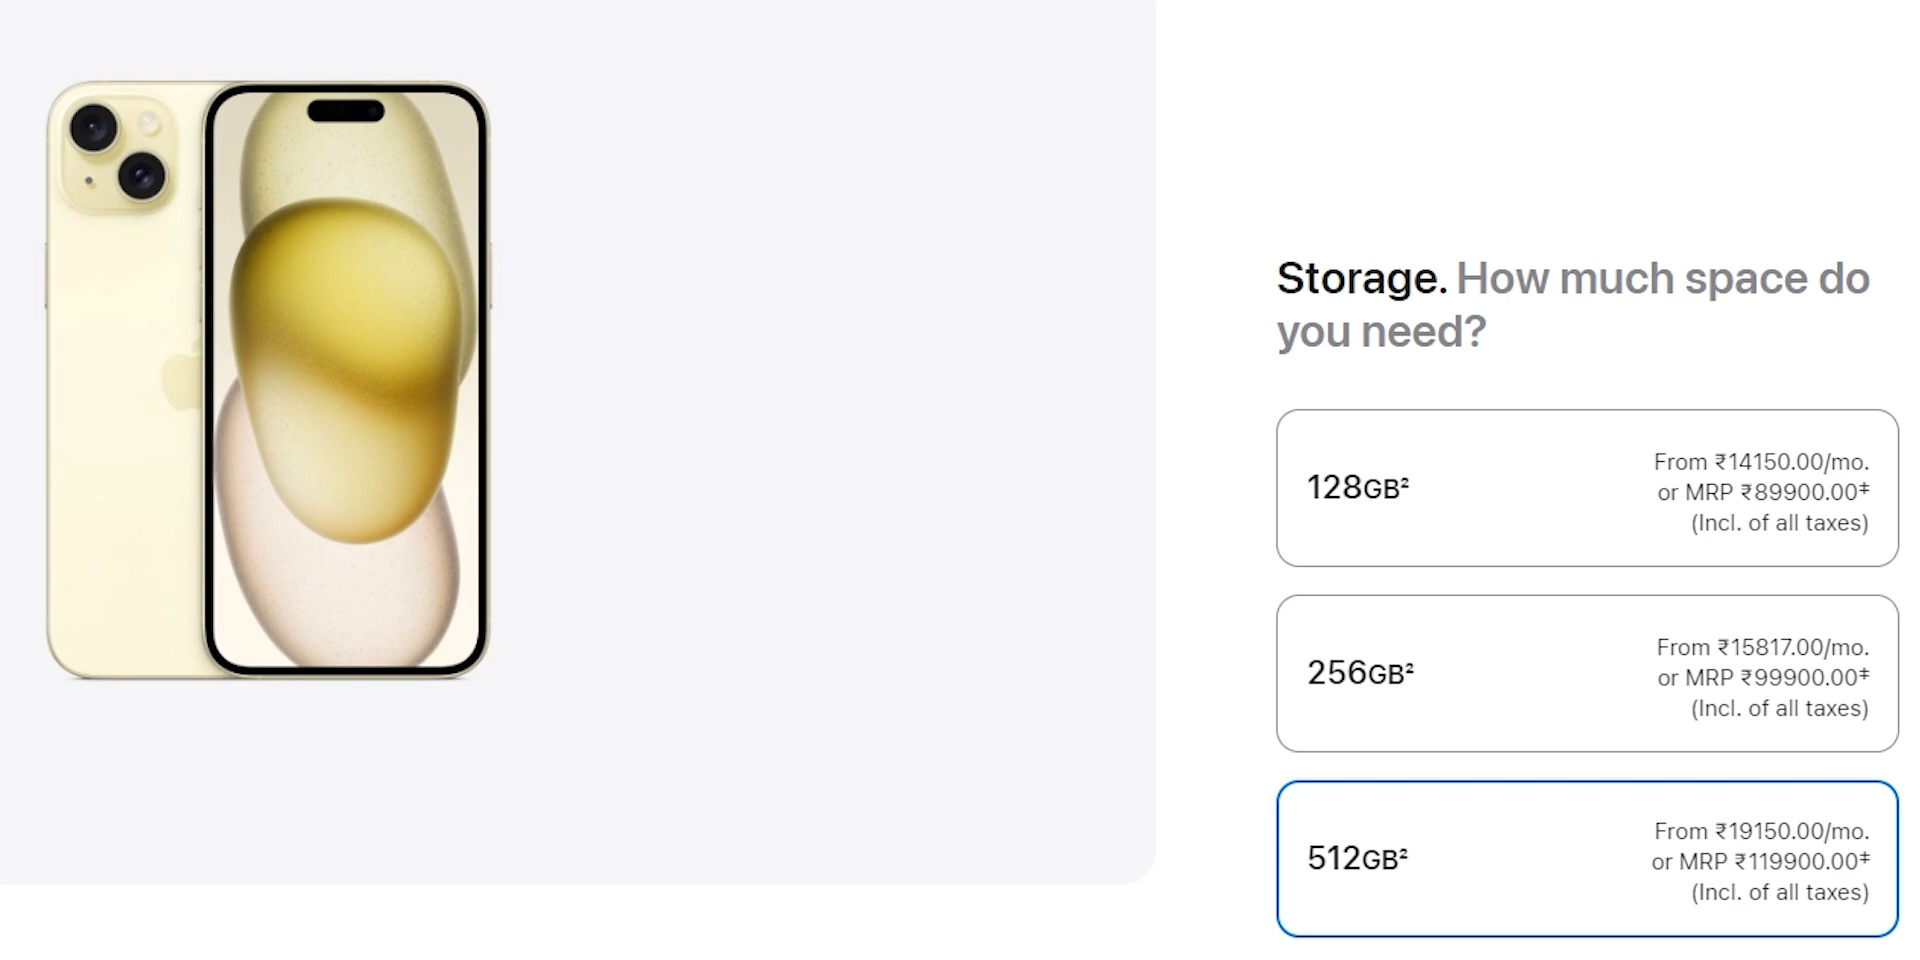 Storage. How much space do
you need?
128GB²
From ₹14150.00/mo.
or MRP ₹89900.00‡
(Incl. of all taxes)
256GB²
From ₹15817.00/mo.
or MRP ₹99900.00‡
(Incl. of all taxes)
512GB²
From ₹19150.00/mo.
or MRP ₹119900.00‡
(Incl. of all taxes)